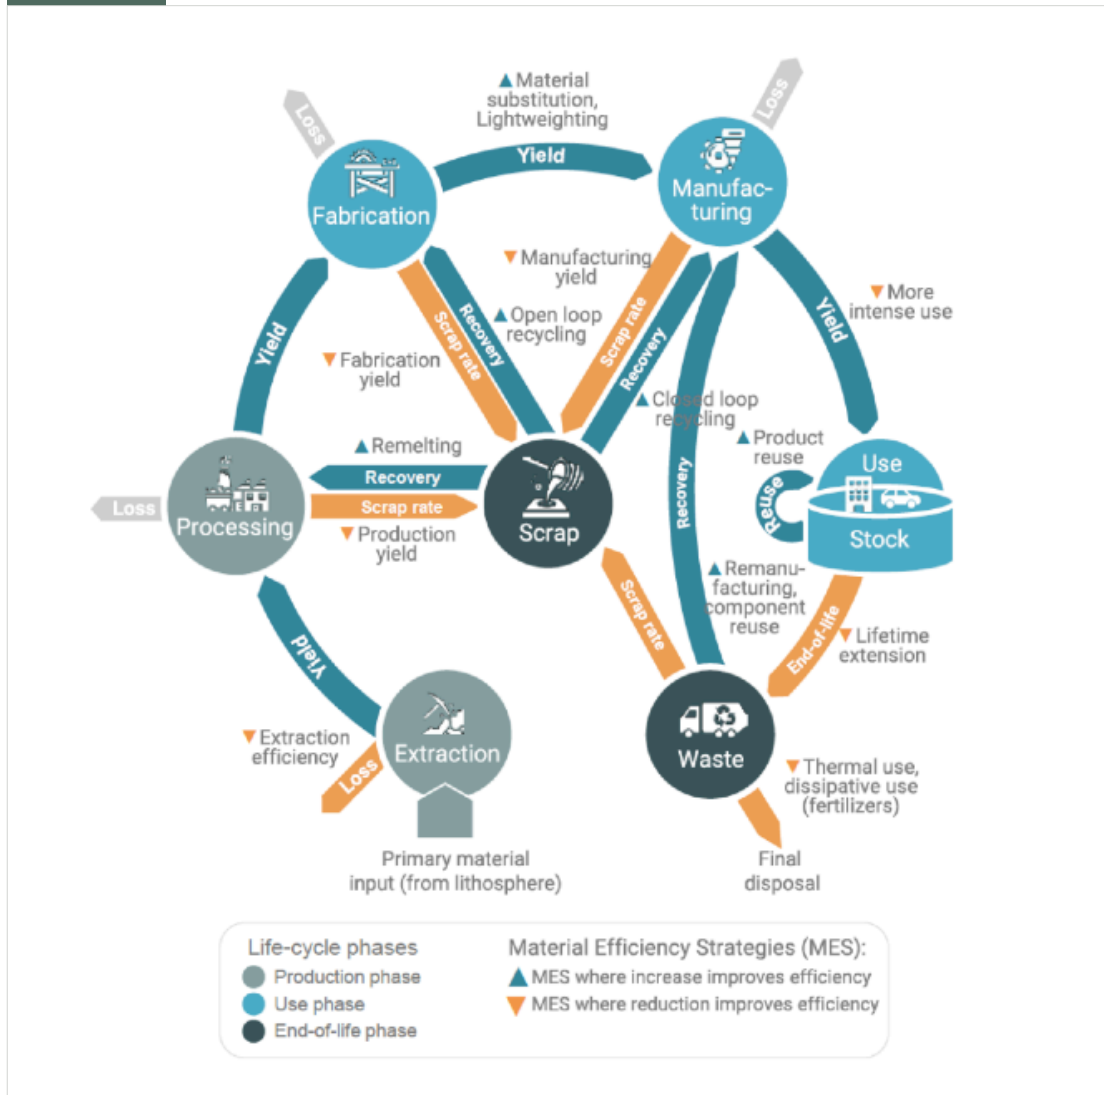 Material
substitution,
Lightweighting
Loss
Loss
Yield
Fabrication
Manufac-
turing
Manufacturing
yield
Scrap rate
Recovery
Open loop
recycling
Scrap rate
Recovery
More
intense use
Yield
Yield
Fabrication
yield
Closed loop
recycling
Remelting
Recovery
Scrap rate
Production
yield
Loss
Processing
Scrap
Product
reuse
Reuse
Use
Stock
Recovery
Remanu-
facturing,
component
reuse
Scrap rate
End-of-life
Lifetime
extension
Yield
Extraction
efficiency
Loss
Extraction
Waste
Thermal use,
dissipative use
(fertilizers)
Primary material
input (from lithosphere)
Final
disposal
Life-cycle phases
Production phase
Use phase
End-of-life phase
Material Efficiency Strategies (MES):
MES where increase improves efficiency
MES where reduction improves efficiency